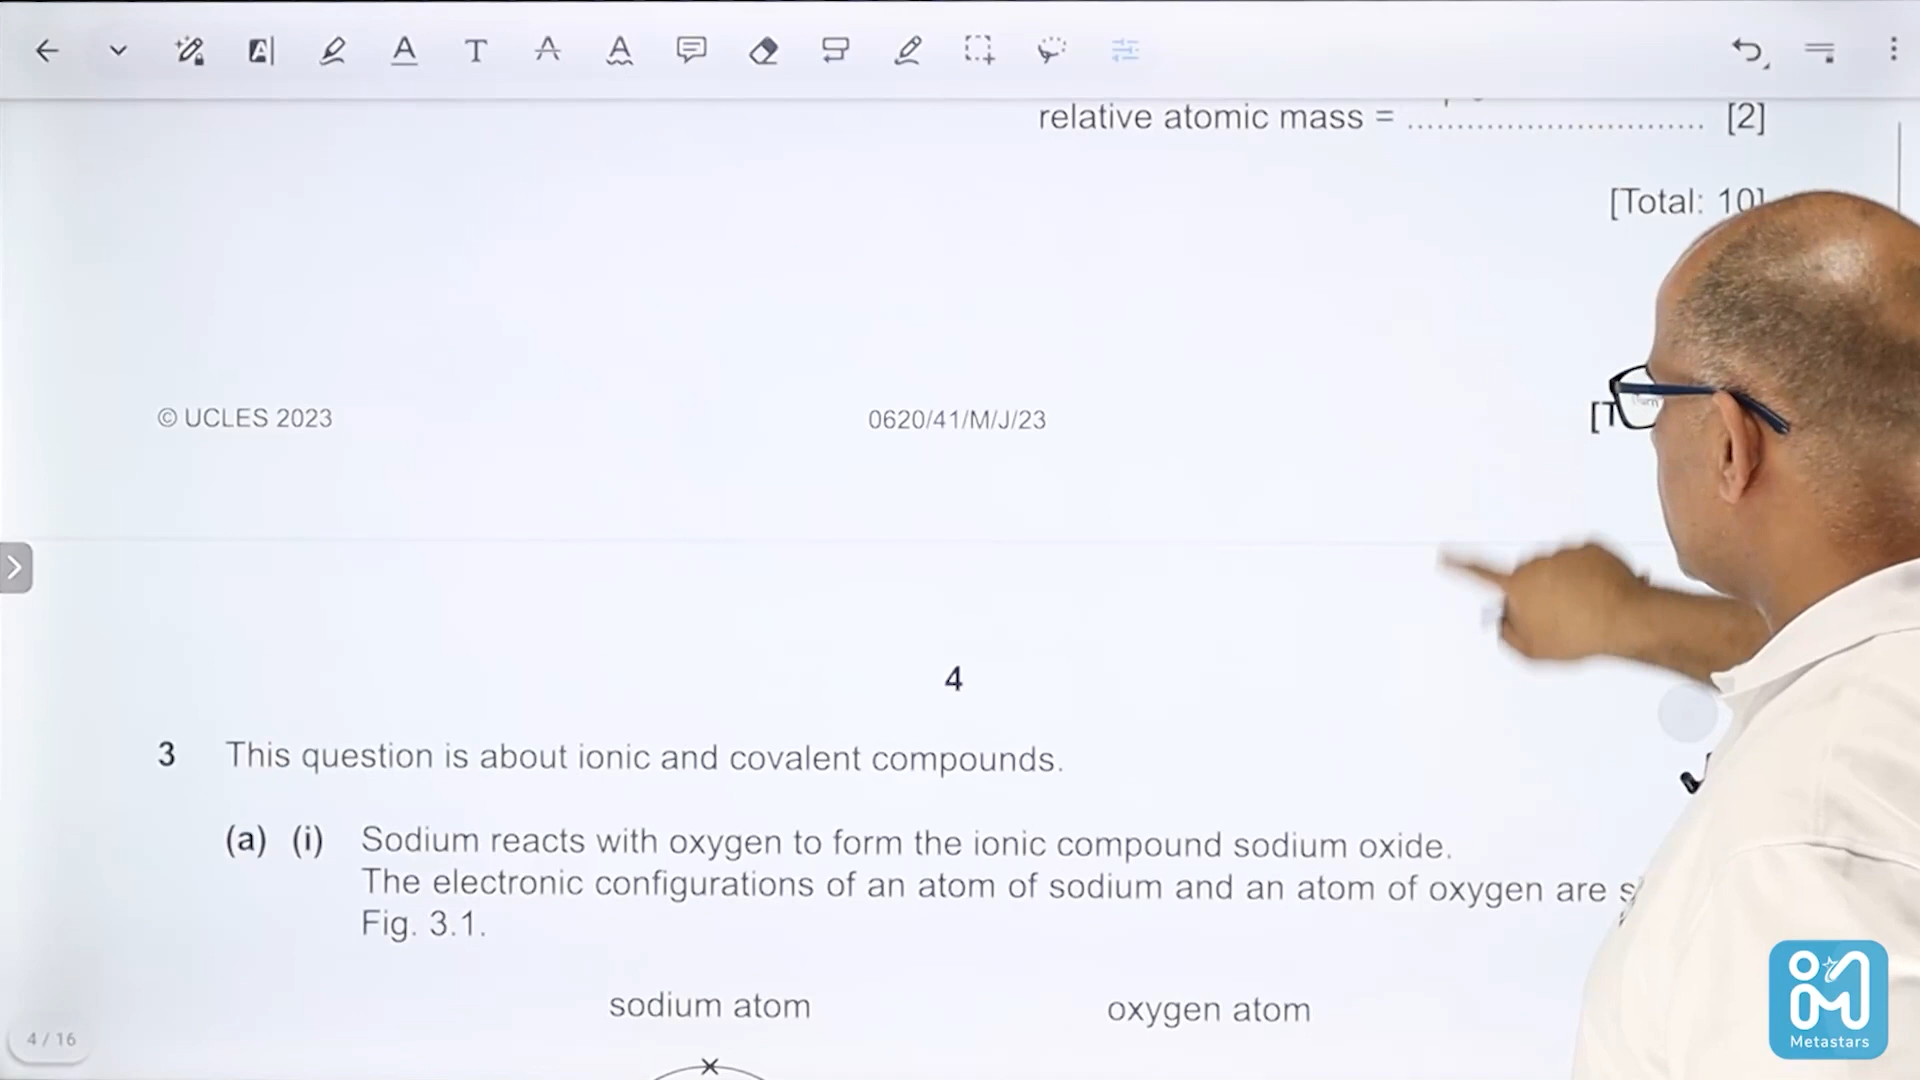 relative atomic mass = .............................. [2]
[Total: 10]
© UCLES 2023
0620/41/M/J/23
4
3 This question is about ionic and covalent compounds.
(a) (i) Sodium reacts with oxygen to form the ionic compound sodium oxide.
The electronic configurations of an atom of sodium and an atom of oxygen are
Fig. 3.1.
sodium atom
oxygen atom
4 / 16
Metastars